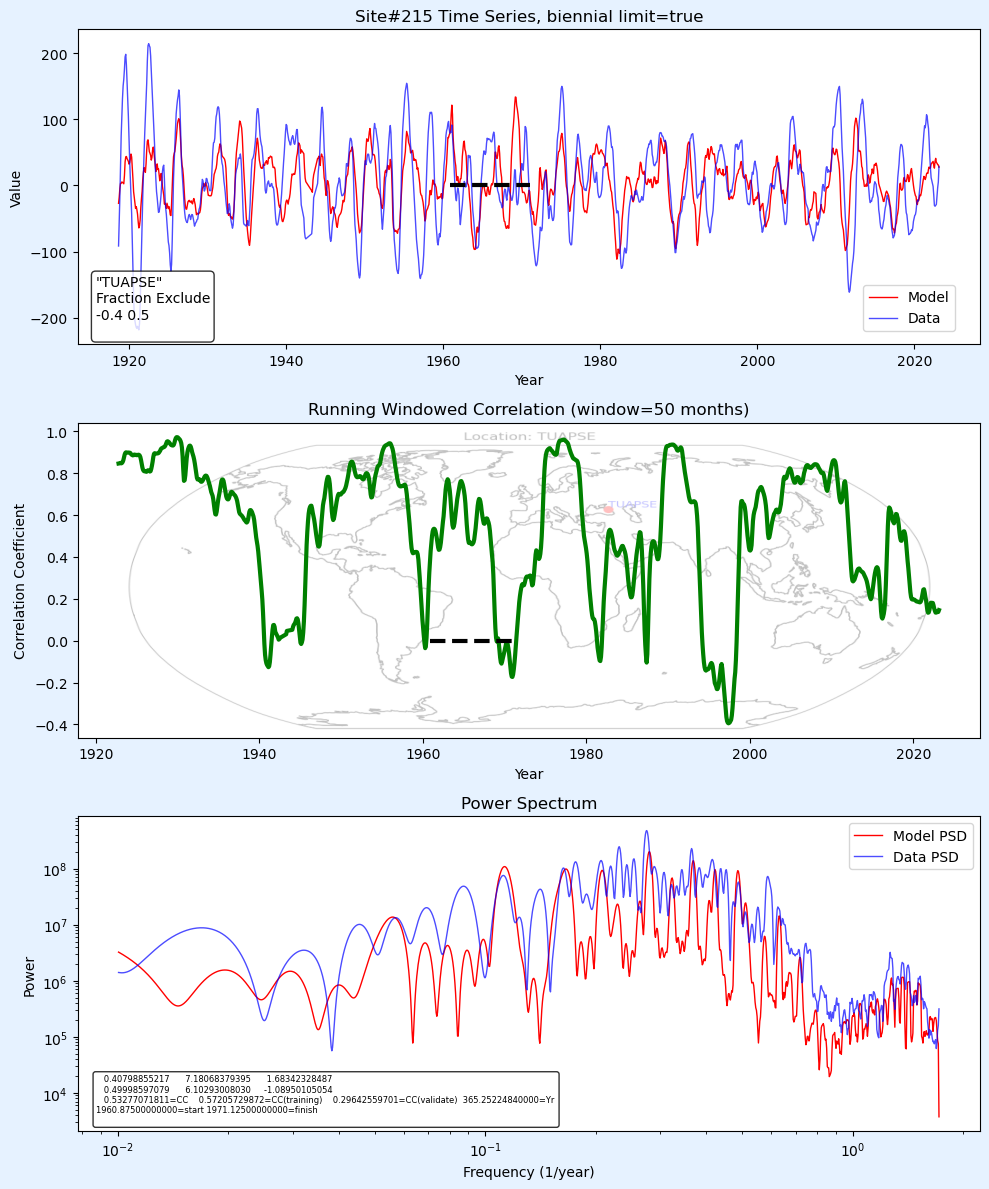 Site#215 Time Series, biennial limit=true
Value
200
100
0
−100
−200
"TUAPSE"
Fraction Exclude
-0.4 0.5
Model
Data
1920 1940 1960 1980 2000 2020
Year
Running Windowed Correlation (window=50 months)
Correlation Coefficient
1.0
0.8
0.6
0.4
0.2
0.0
−0.2
−0.4
Location: TUAPSE
TUAPSE
1920 1940 1960 1980 2000 2020
Year
Power Spectrum
Power
10⁸
10⁷
10⁶
10⁵
10⁴
Model PSD
Data PSD
0.40798855217 7.18068379395 1.68342328487
0.49998597079 6.10293008030 -1.08950105054
0.53277071811=CC 0.57205729872=CC(training) 0.29642559701=CC(validate) 365.25224840000=Yr
1960.87500000000=start 1971.12500000000=finish
10⁻² 10⁻¹ 10⁰
Frequency (1/year)